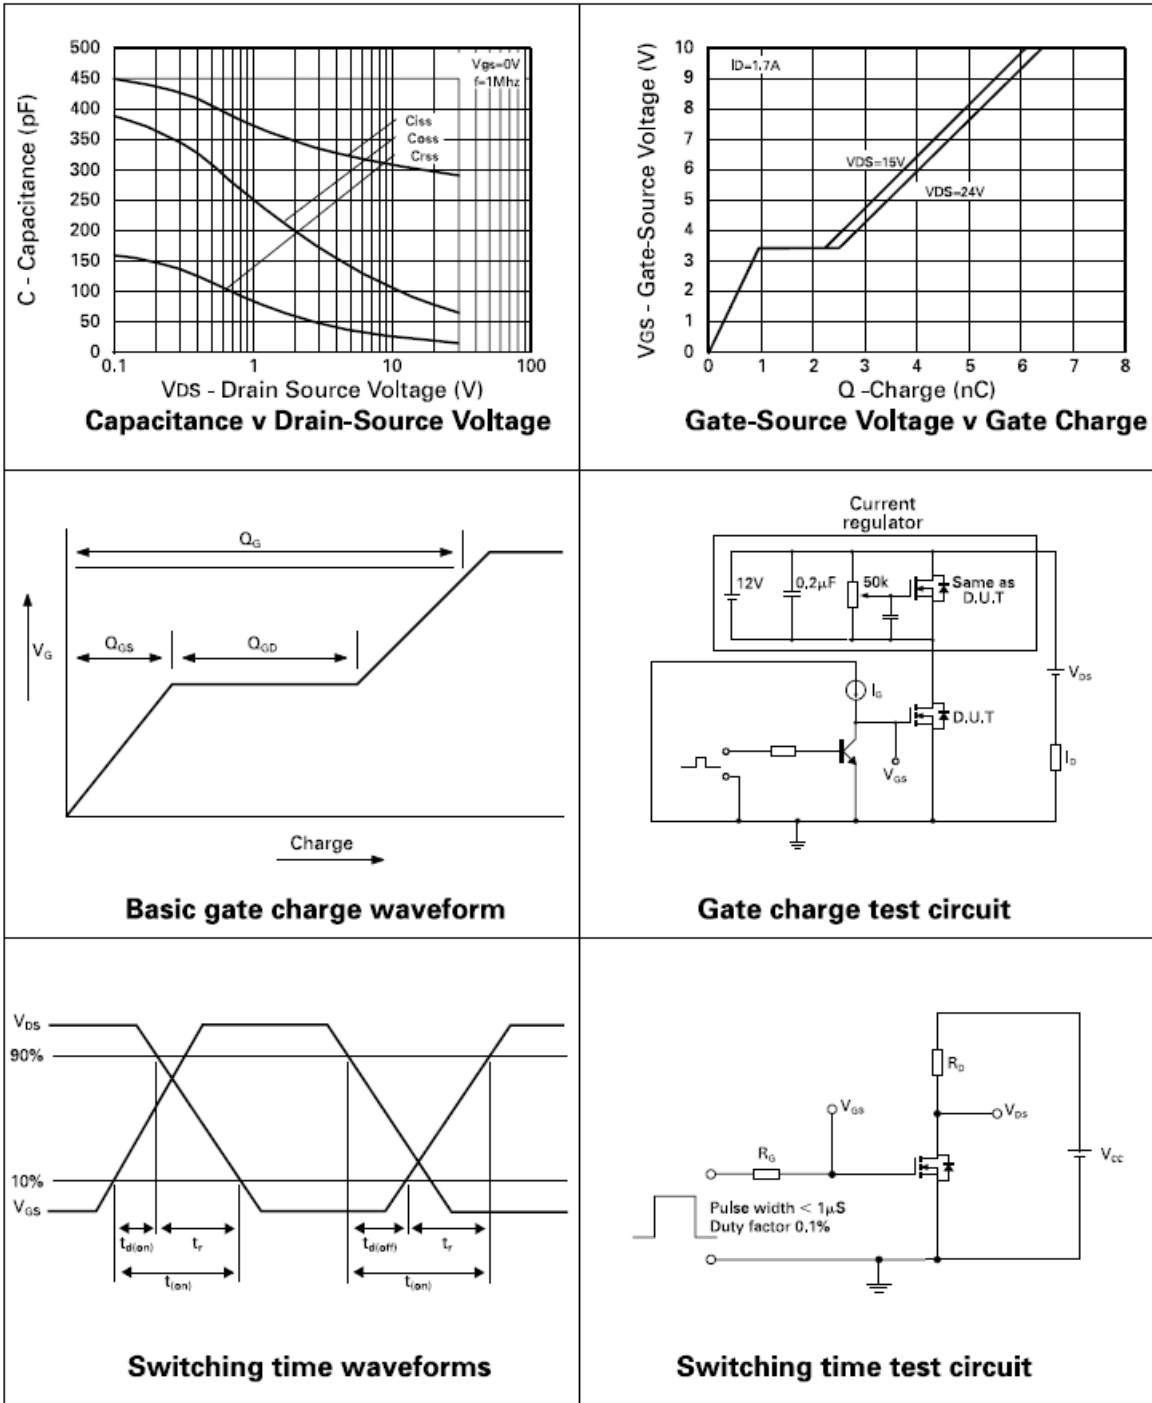 500
450
400
350
300
250
200
150
100
50
0
C - Capacitance (pF)
Vgs=0V
f=1Mhz
Ciss
Coss
Crss
0.1
1
10
100
VDS - Drain Source Voltage (V)
Capacitance v Drain-Source Voltage
10
9
8
7
6
5
4
3
2
1
0
VGS - Gate-Source Voltage (V)
ID=1.7A
VDS=15V
VDS=24V
0 1 2 3 4 5 6 7 8
Q -Charge (nC)
Gate-Source Voltage v Gate Charge
QG
QGS
QGD
VG
Charge
Basic gate charge waveform
Current
regulator
12V
0.2μF
50k
Same as
D.U.T
VDS
IG
D.U.T
VGS
ID
Gate charge test circuit
VDS
90%
10%
VGS
td(on)
tr
td(off)
tr
t(on)
t(on)
Switching time waveforms
RD
VGS
VDS
RG
VCC
Pulse width < 1μS
Duty factor 0.1%
Switching time test circuit